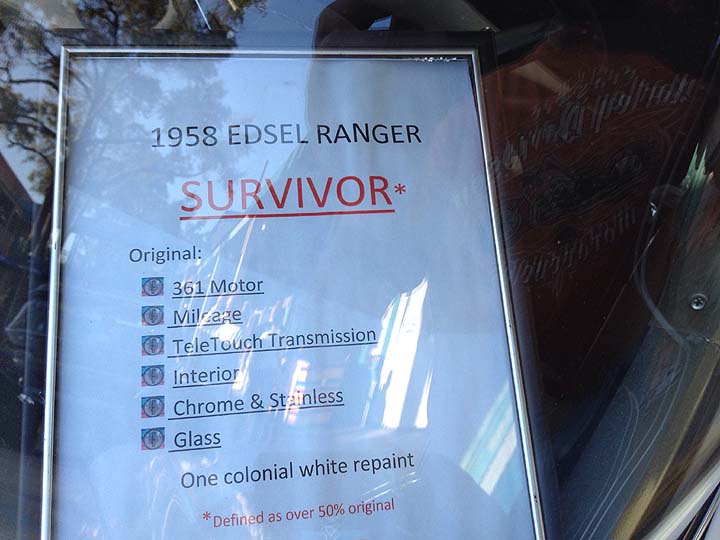 1958 EDSEL RANGER
SURVIVOR*
Original:
361 Motor
Mileage
TeleTouch Transmission
Interior
Chrome & Stainless
Glass
One colonial white repaint
*Defined as over 50% original